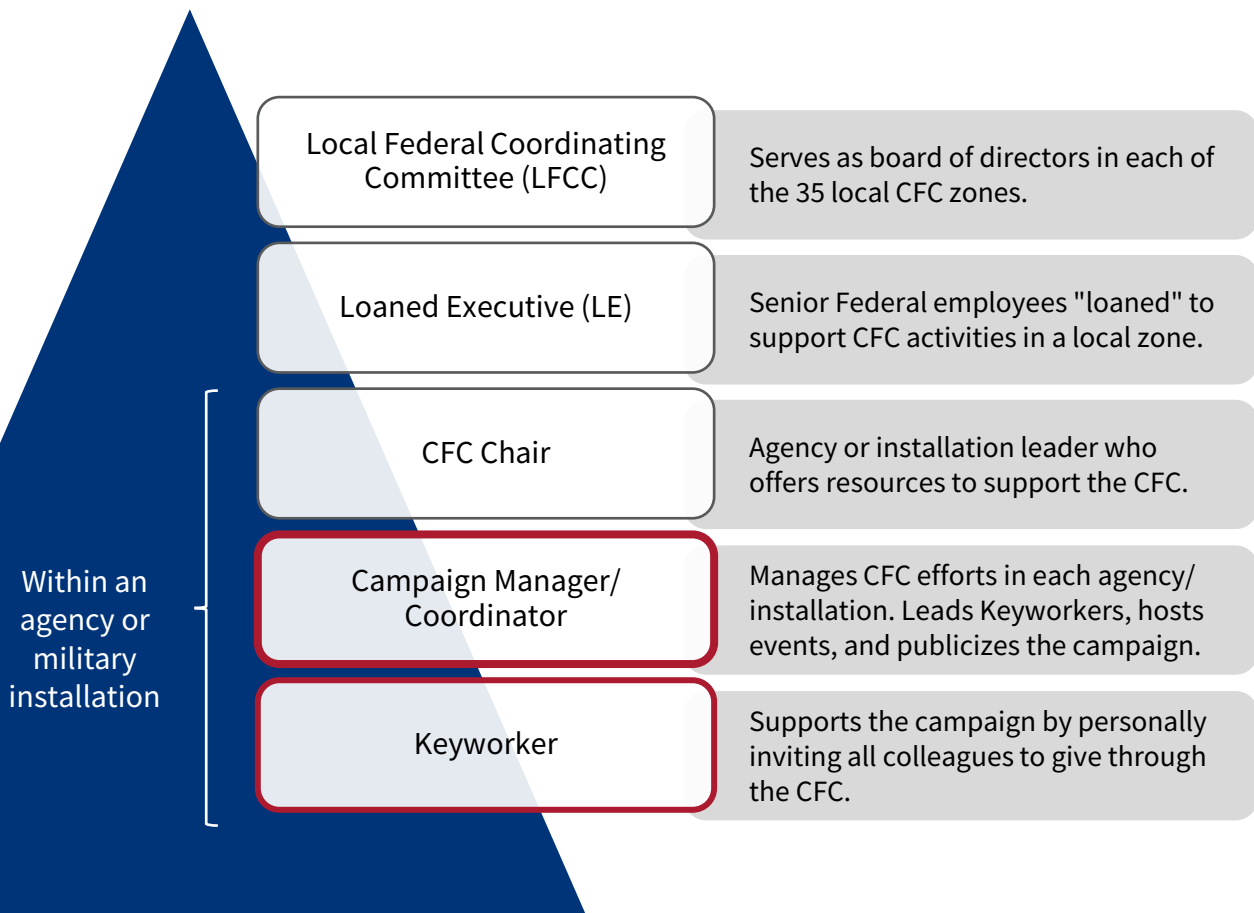 Local Federal Coordinating
Committee (LFCC)
Serves as board of directors in each of
the 35 local CFC zones.
Loaned Executive (LE)
Senior Federal employees "loaned" to
support CFC activities in a local zone.
CFC Chair
Agency or installation leader who
offers resources to support the CFC.
Within an
agency or
military
installation
Campaign Manager/
Coordinator
Manages CFC efforts in each agency/
installation. Leads Keyworkers, hosts
events, and publicizes the campaign.
Keyworker
Supports the campaign by personally
inviting all colleagues to give through
the CFC.